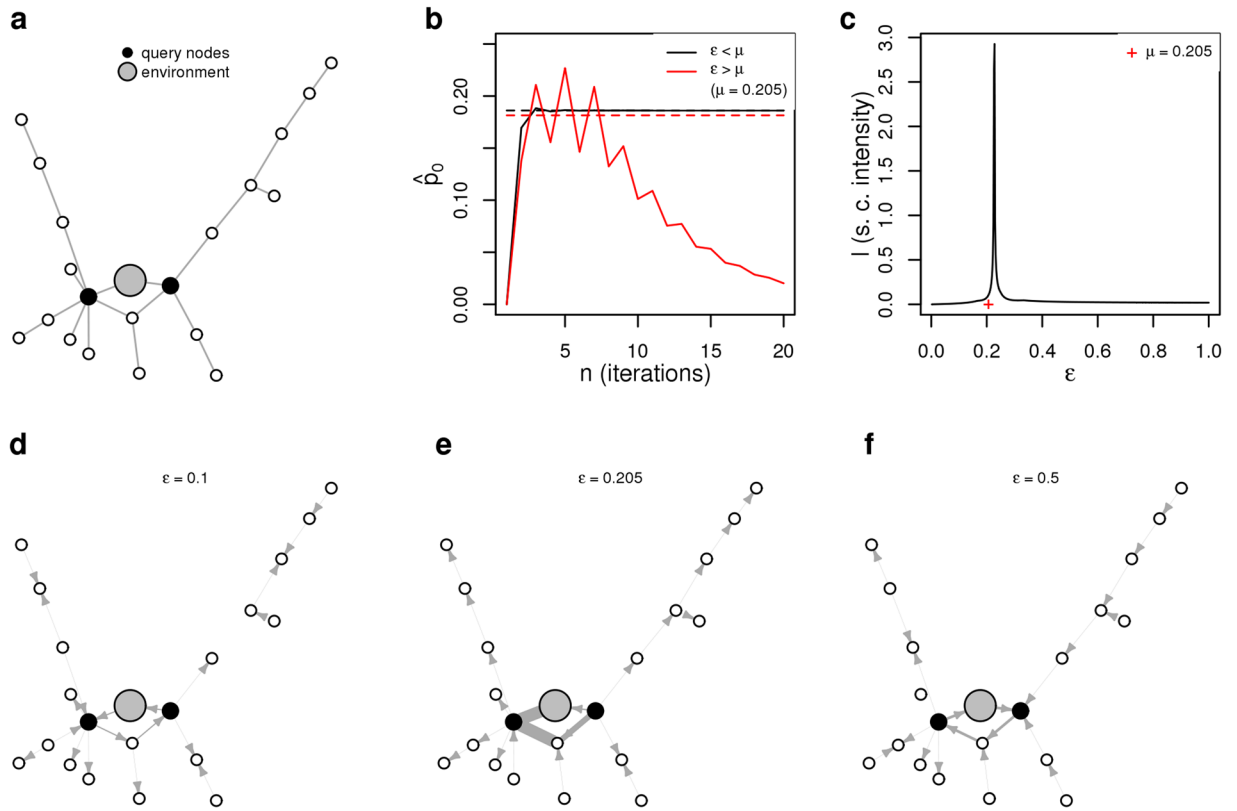 a
query nodes
environment
b
ε < μ
ε > μ
(μ = 0.205)
0.20
0.10
0.00
p̂₀
5 10 15 20
n (iterations)
c
μ = 0.205
3.0
2.5
2.0
1.5
1.0
0.5
0.0
I (s. c. intensity)
0.0 0.2 0.4 0.6 0.8 1.0
ε
d
ε = 0.1
e
ε = 0.205
f
ε = 0.5